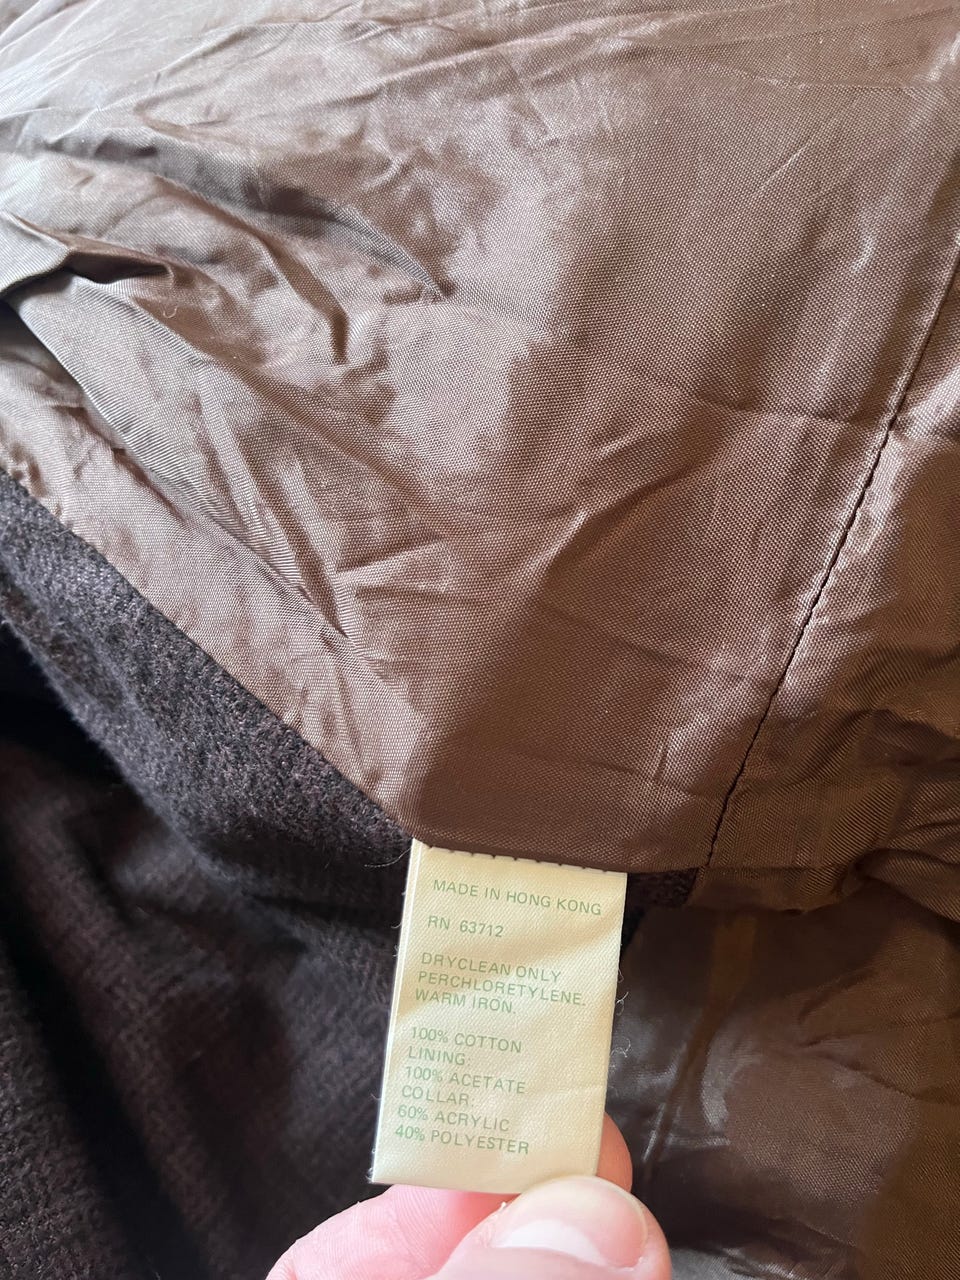 MADE IN HONG KONG
RN 63712
DRYCLEAN ONLY
PERCHLORETYLENE.
WARM IRON.
100% COTTON
LINING:
100% ACETATE
COLLAR:
60% ACRYLIC
40% POLYESTER